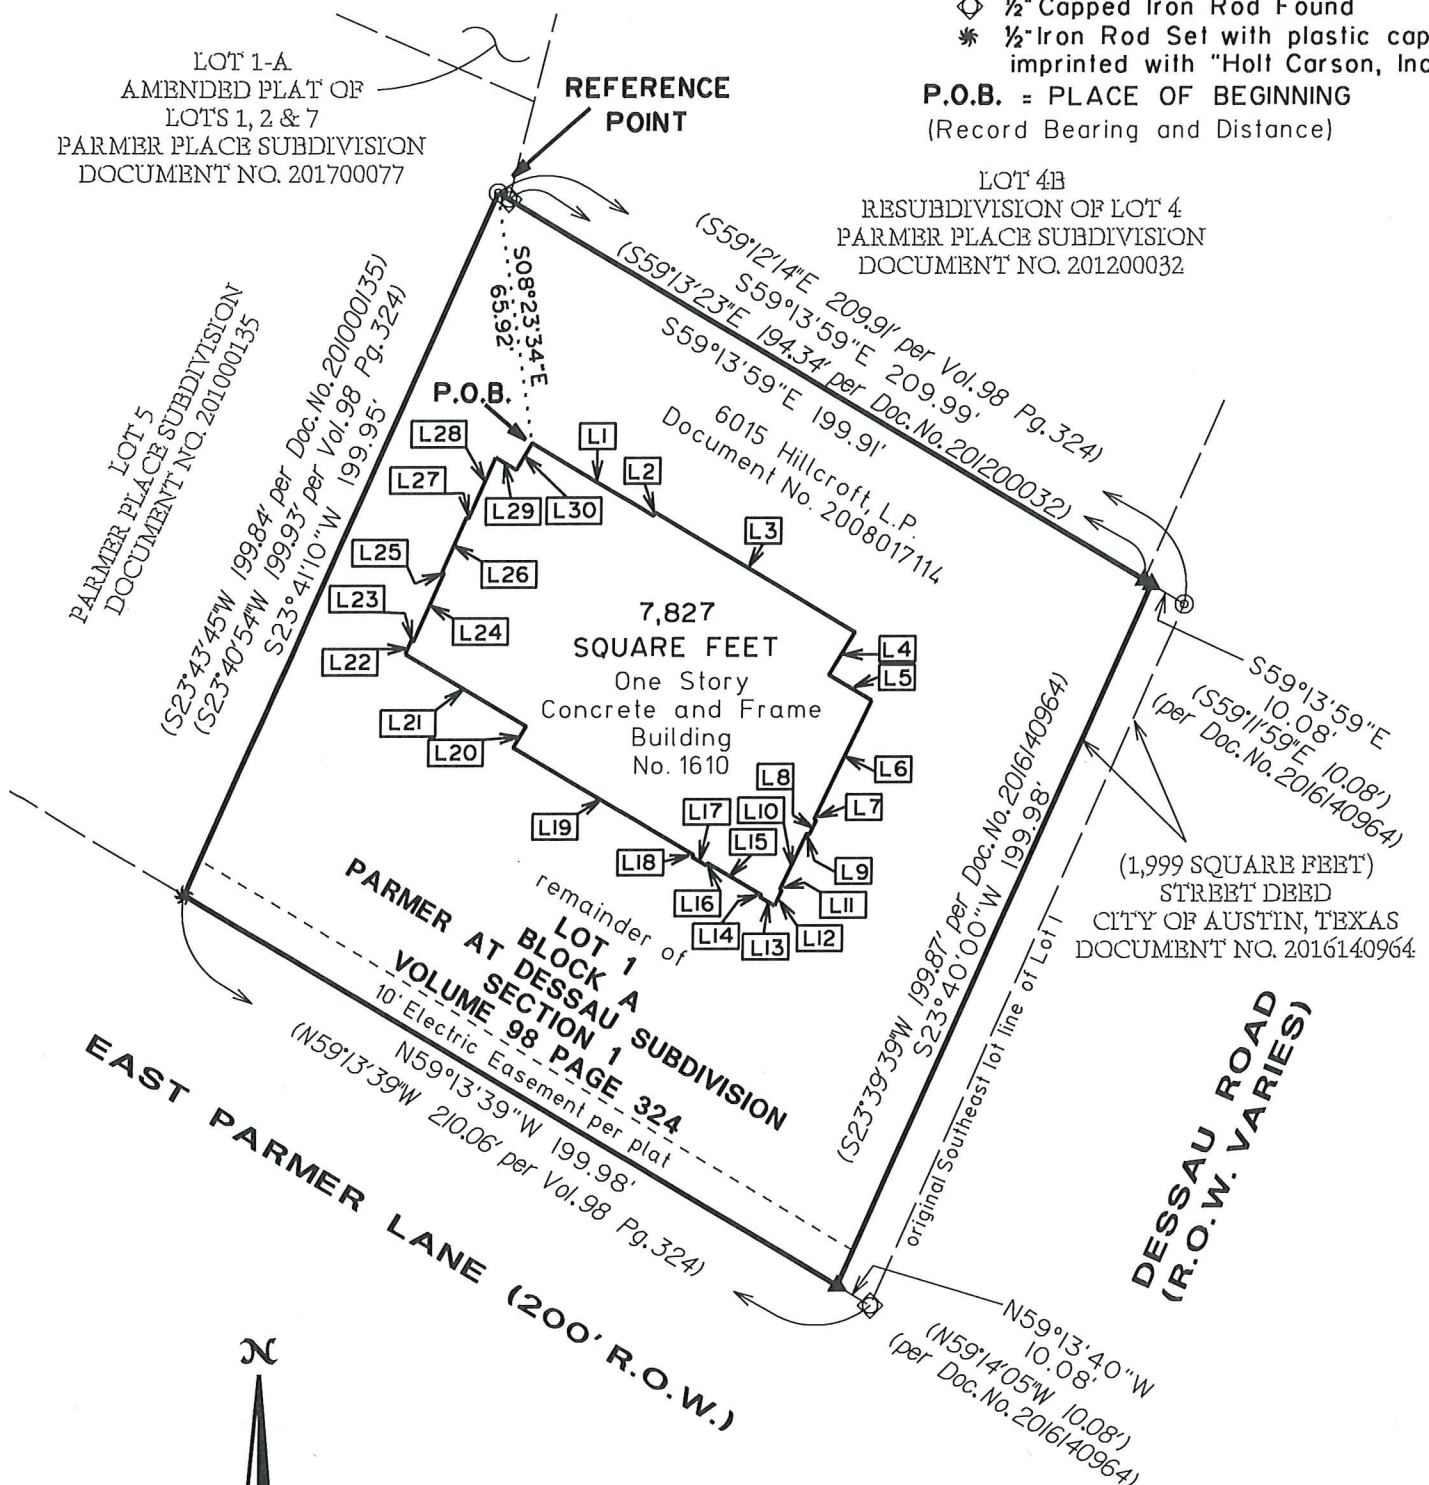 ½" Capped Iron Rod Found
½" Iron Rod Set with plastic cap
imprinted with "Holt Carson, Inc
P.O.B. = PLACE OF BEGINNING
(Record Bearing and Distance)
LOT 1-A
AMENDED PLAT OF
LOTS 1, 2 & 7
PARMER PLACE SUBDIVISION
DOCUMENT NO. 201700077
REFERENCE
POINT
LOT 4B
RESUBDIVISION OF LOT 4
PARMER PLACE SUBDIVISION
DOCUMENT NO. 201200032
(S59°12'14"E 209.91' per Vol.98 Pg.324)
S59°13'59"E 209.99'
(S59°13'23"E 194.34' per Doc.No.201200032)
S59°13'59"E 199.91'
6015 Hillcroft, L.P.
Document No. 2008017114
S08°23'34"E
65.92'
P.O.B.
LOT 5
PARMER PLACE SUBDIVISION
DOCUMENT NO. 201000135
(S23°43'45"W 199.84' per Doc.No.201000135)
(S23°40'54"W 199.93' per Vol.98 Pg.324)
S23°41'10"W 199.95'
L1
L2
L3
L4
L5
L6
L7
L8
L9
L10
L11
L12
L13
L14
L15
L16
L17
L18
L19
L20
L21
L22
L23
L24
L25
L26
L27
L28
L29
L30
7,827
SQUARE FEET
One Story
Concrete and Frame
Building
No. 1610
remainder of
LOT 1
BLOCK A
PARMER AT DESSAU SUBDIVISION
SECTION 1
VOLUME 98 PAGE 324
10' Electric Easement per plat
N59°13'39"W 199.98'
(N59°13'39"W 210.06' per Vol.98 Pg.324)
EAST PARMER LANE (200' R.O.W.)
(S23°39'39"W 199.87' per Doc.No.2016140964)
S23°40'00"W 199.98'
original Southeast lot line of Lot 1
S59°13'59"E
10.08'
(S59°11'59"E 10.08')
(per Doc.No.2016140964)
(1,999 SQUARE FEET)
STREET DEED
CITY OF AUSTIN, TEXAS
DOCUMENT NO. 2016140964
DESSAU ROAD
(R.O.W. VARIES)
N59°13'40"W
10.08'
(N59°14'05"W 10.08')
(per Doc.No.2016140964)
N